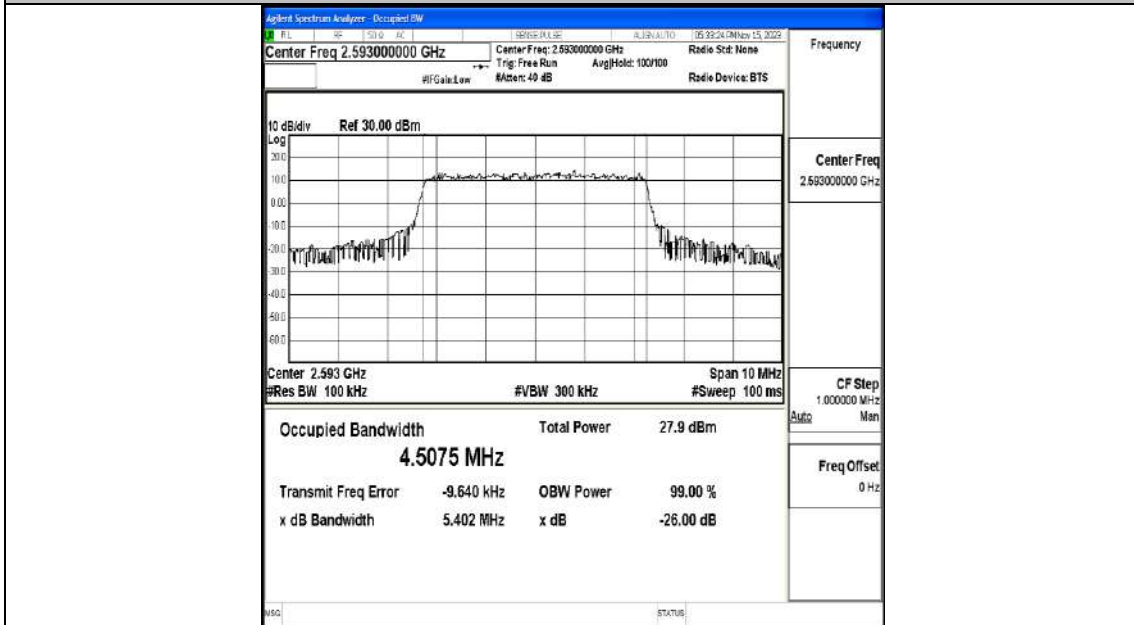 Agilent Spectrum Analyzer - Occupied BW
RL RF 50 Ω AC SENSE:PULSE ALIGN AUTO 05:39:24 PM Nov 15, 2023
Center Freq 2.593000000 GHz
Center Freq: 2.593000000 GHz
Radio Std: None
Trig: Free Run Avg|Hold: 100/100
#IFGain:Low #Atten: 40 dB Radio Device: BTS
Frequency
10 dB/div Ref 30.00 dBm
Log
20.0
10.0
0.00
-10.0
-20.0
-30.0
-40.0
-50.0
-60.0
Center 2.593 GHz Span 10 MHz
#Res BW 100 kHz #VBW 300 kHz #Sweep 100 ms
Occupied Bandwidth Total Power 27.9 dBm
4.5075 MHz
Transmit Freq Error -9.640 kHz OBW Power 99.00 %
x dB Bandwidth 5.402 MHz x dB -26.00 dB
Center Freq
2.593000000 GHz
CF Step
1.000000 MHz
Auto Man
Freq Offset
0 Hz
MSG STATUS